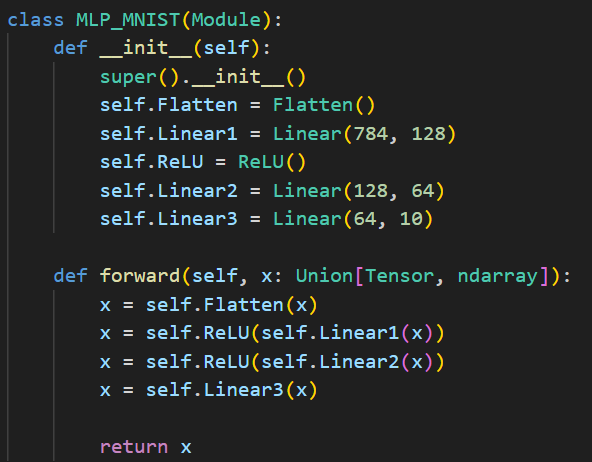 class MLP_MNIST(Module):
    def __init__(self):
        super().__init__()
        self.Flatten = Flatten()
        self.Linear1 = Linear(784, 128)
        self.ReLU = ReLU()
        self.Linear2 = Linear(128, 64)
        self.Linear3 = Linear(64, 10)

    def forward(self, x: Union[Tensor, ndarray]):
        x = self.Flatten(x)
        x = self.ReLU(self.Linear1(x))
        x = self.ReLU(self.Linear2(x))
        x = self.Linear3(x)

        return x